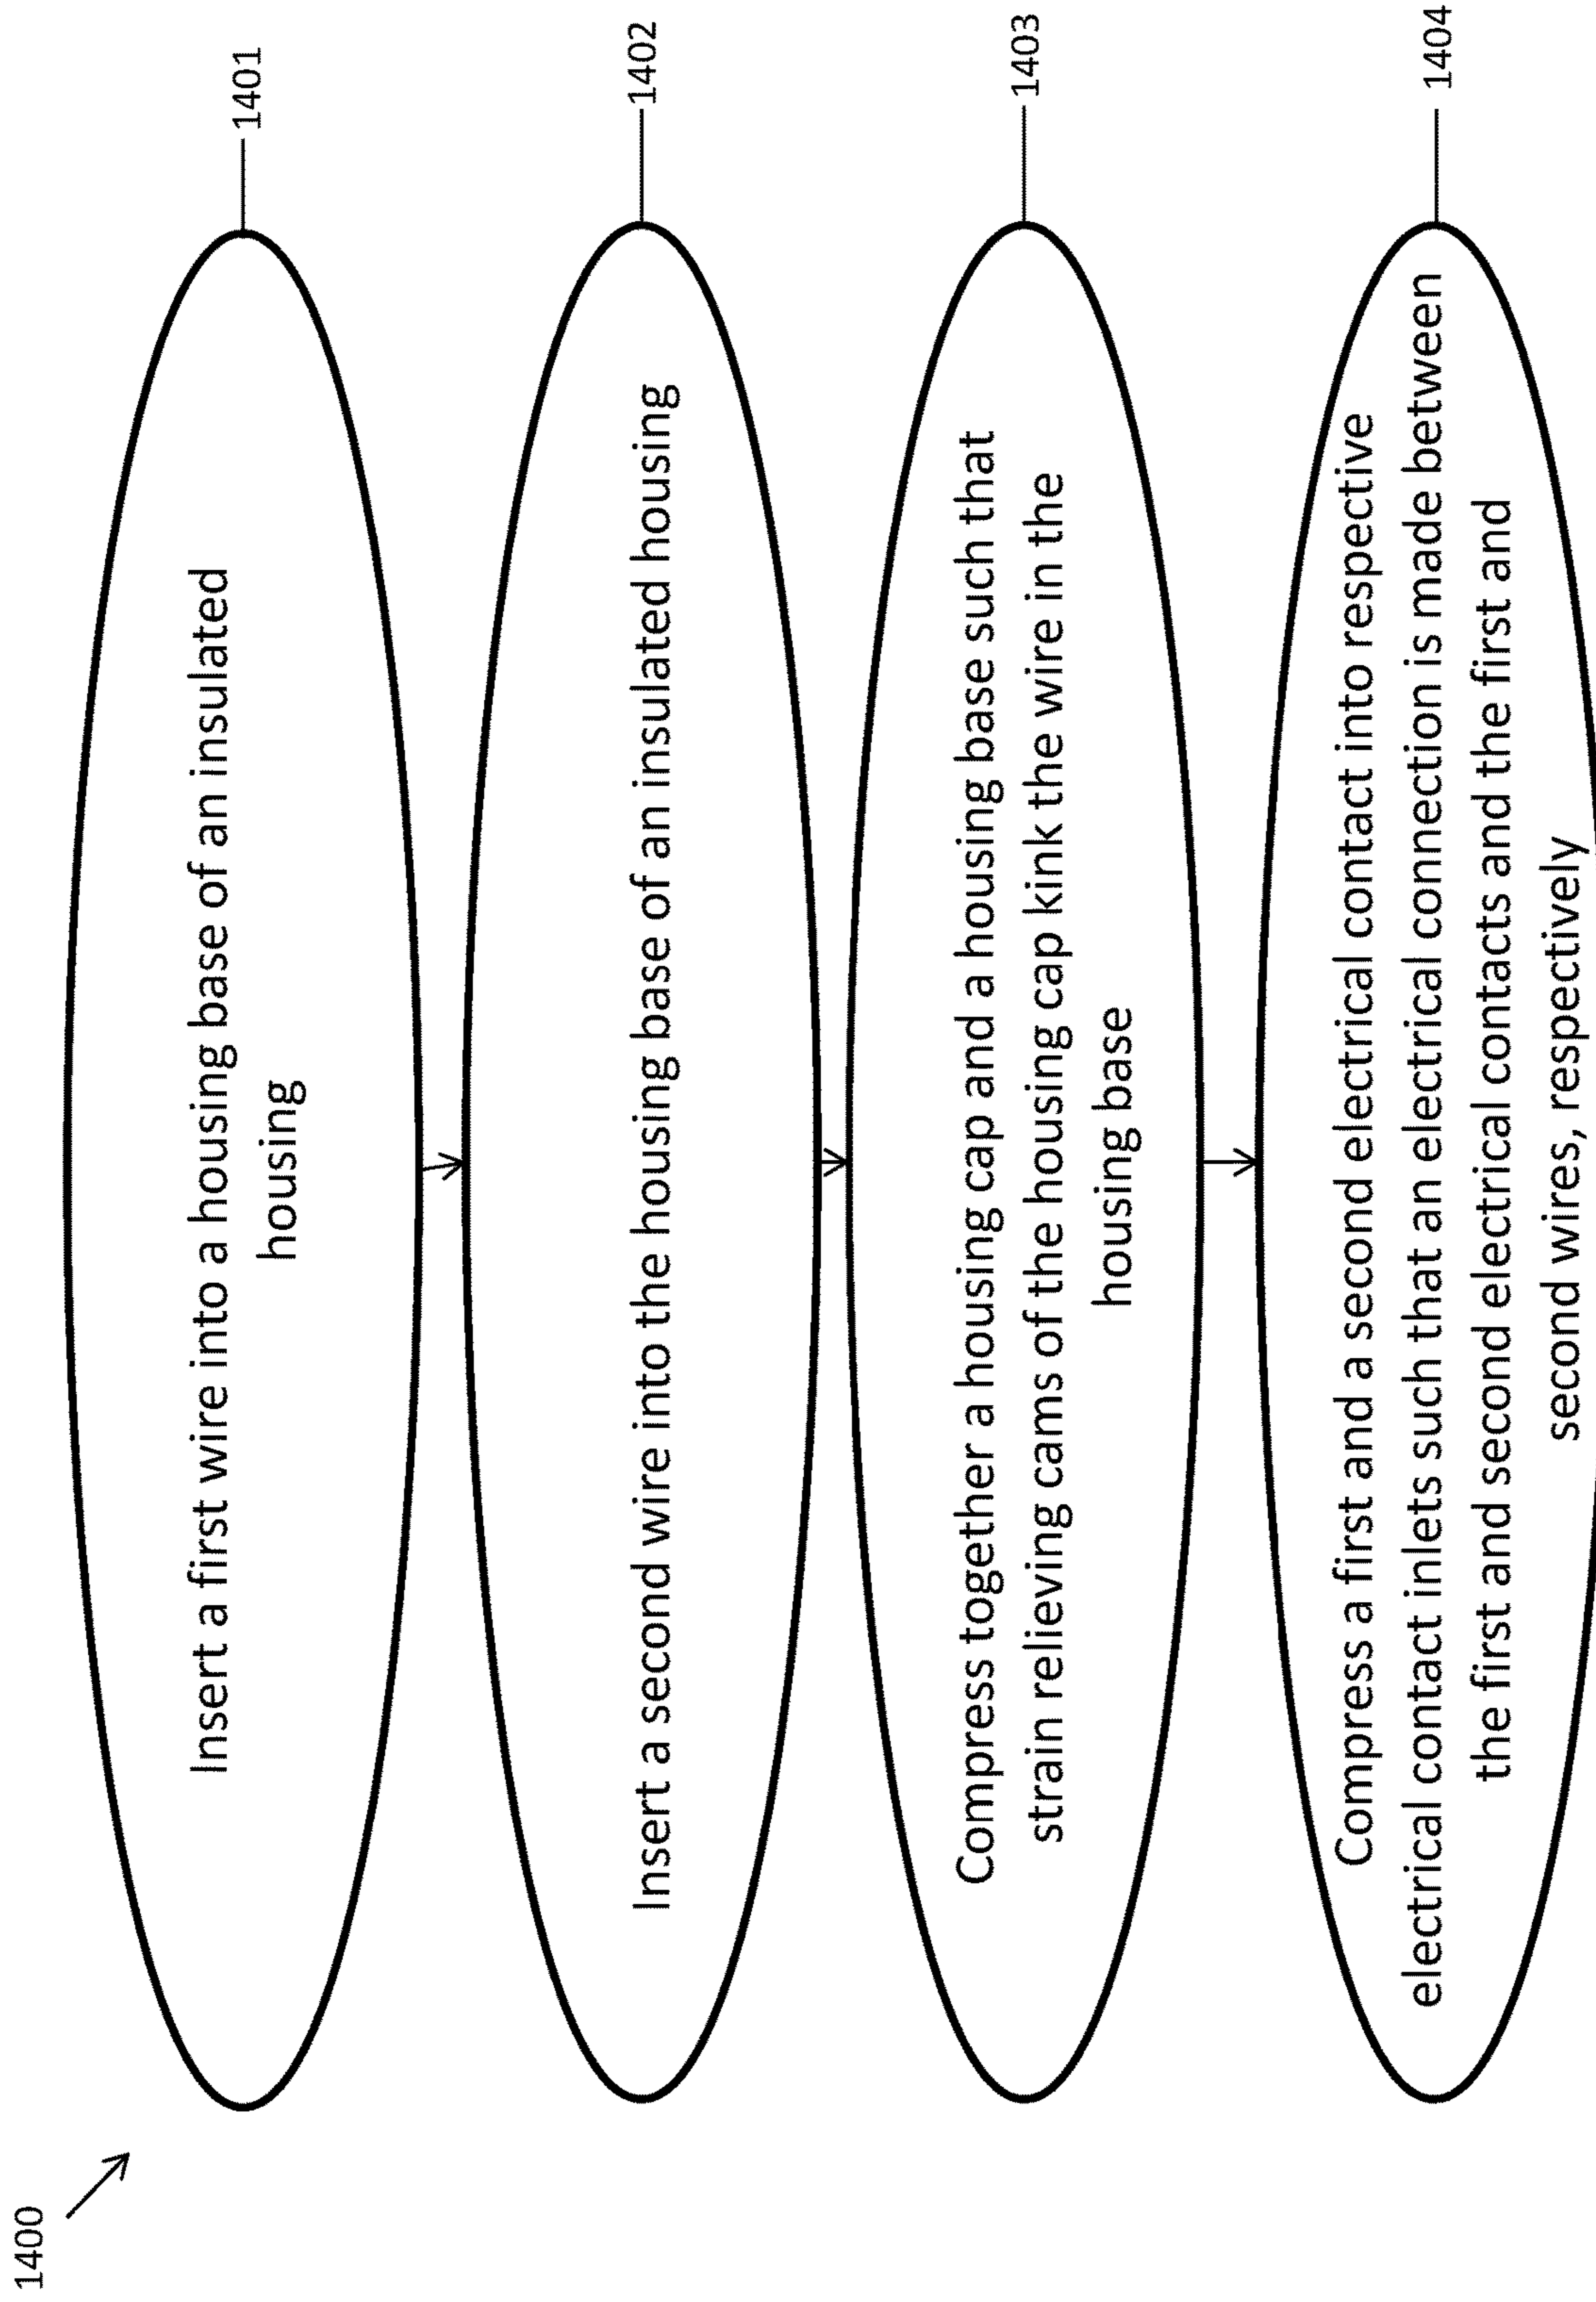 1400
Insert a first wire into a housing base of an insulated
housing
1401
Insert a second wire into the housing base of an insulated housing
1402
Compress together a housing cap and a housing base such that
strain relieving cams of the housing cap kink the wire in the
housing base
1403
Compress a first and a second electrical contact into respective
electrical contact inlets such that an electrical connection is made between
the first and second electrical contacts and the first and
second wires, respectively
1404